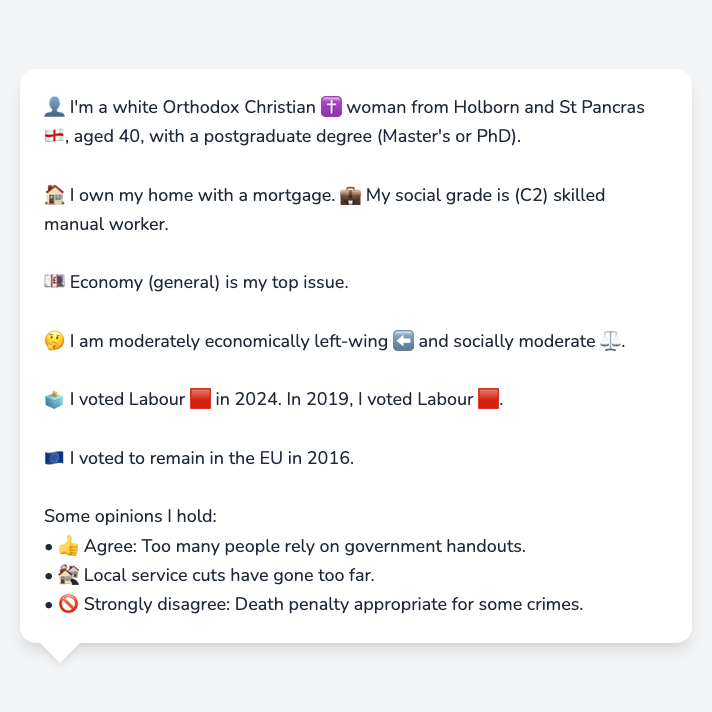 👤 I'm a white Orthodox Christian ✝️ woman from Holborn and St Pancras
🏴󠁧󠁢󠁥󠁮󠁧󠁿, aged 40, with a postgraduate degree (Master's or PhD).
🏠 I own my home with a mortgage. 💼 My social grade is (C2) skilled
manual worker.
💷 Economy (general) is my top issue.
🤔 I am moderately economically left-wing ⬅️ and socially moderate ⚖️.
🗳️ I voted Labour 🟥 in 2024. In 2019, I voted Labour 🟥.
🇪🇺 I voted to remain in the EU in 2016.
Some opinions I hold:
• 👍 Agree: Too many people rely on government handouts.
• 🏚️ Local service cuts have gone too far.
• 🚫 Strongly disagree: Death penalty appropriate for some crimes.